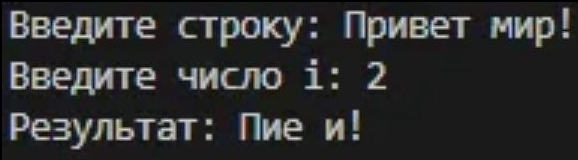 Введите строку: Привет мир!
Введите число i: 2
Результат: Пие и!